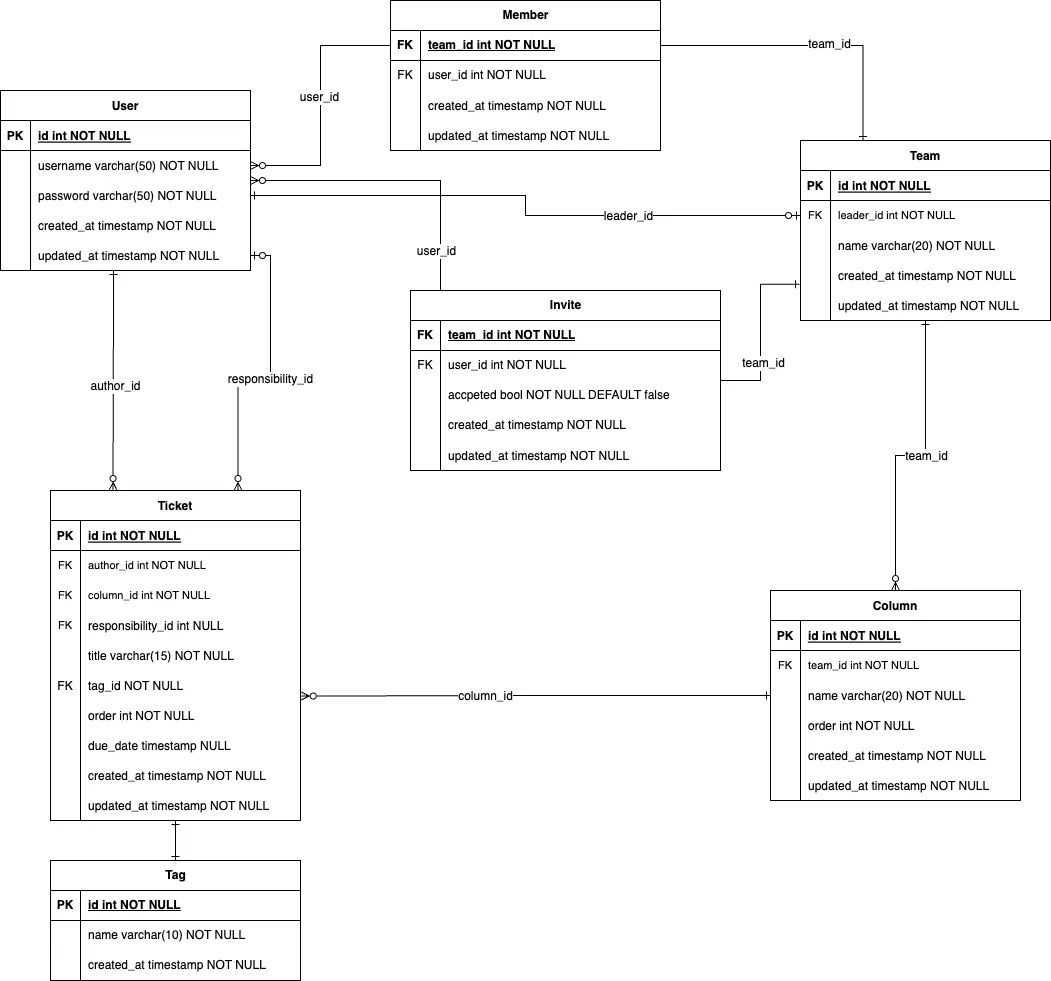 Member
FK team_id int NOT NULL
FK user_id int NOT NULL
created_at timestamp NOT NULL
updated_at timestamp NOT NULL
team_id
user_id
User
PK id int NOT NULL
username varchar(50) NOT NULL
password varchar(50) NOT NULL
created_at timestamp NOT NULL
updated_at timestamp NOT NULL
Team
PK id int NOT NULL
FK leader_id int NOT NULL
name varchar(20) NOT NULL
created_at timestamp NOT NULL
updated_at timestamp NOT NULL
leader_id
user_id
Invite
FK team_id int NOT NULL
FK user_id int NOT NULL
accpeted bool NOT NULL DEFAULT false
created_at timestamp NOT NULL
updated_at timestamp NOT NULL
team_id
author_id
responsibility_id
team_id
Ticket
PK id int NOT NULL
FK author_id int NOT NULL
FK column_id int NOT NULL
FK responsibility_id int NULL
title varchar(15) NOT NULL
FK tag_id NOT NULL
order int NOT NULL
due_date timestamp NULL
created_at timestamp NOT NULL
updated_at timestamp NOT NULL
column_id
Column
PK id int NOT NULL
FK team_id int NOT NULL
name varchar(20) NOT NULL
order int NOT NULL
created_at timestamp NOT NULL
updated_at timestamp NOT NULL
Tag
PK id int NOT NULL
name varchar(10) NOT NULL
created_at timestamp NOT NULL